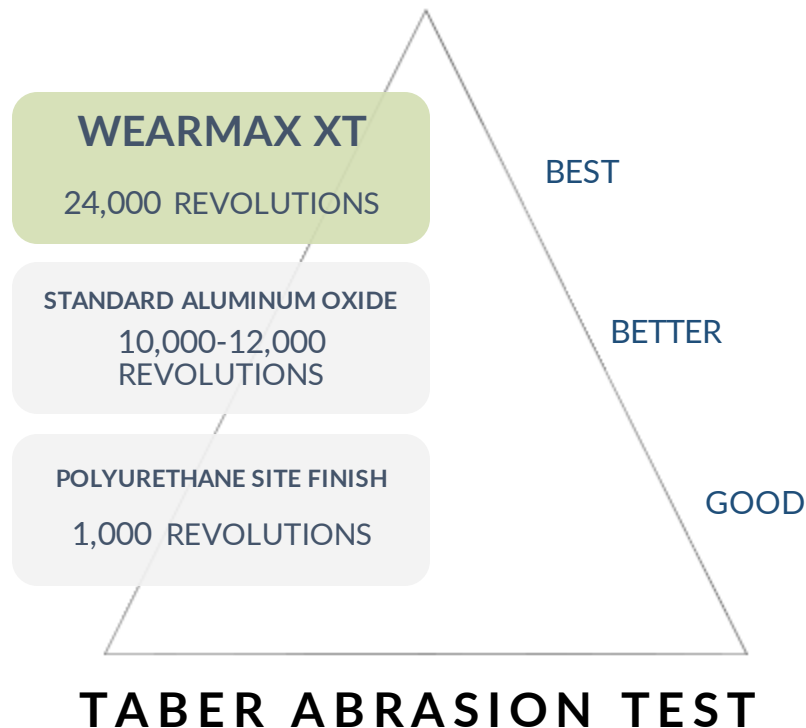 WEARMAX XT
24,000 REVOLUTIONS
BEST
STANDARD ALUMINUM OXIDE
10,000-12,000
REVOLUTIONS
BETTER
POLYURETHANE SITE FINISH
1,000 REVOLUTIONS
GOOD
TABER ABRASION TEST